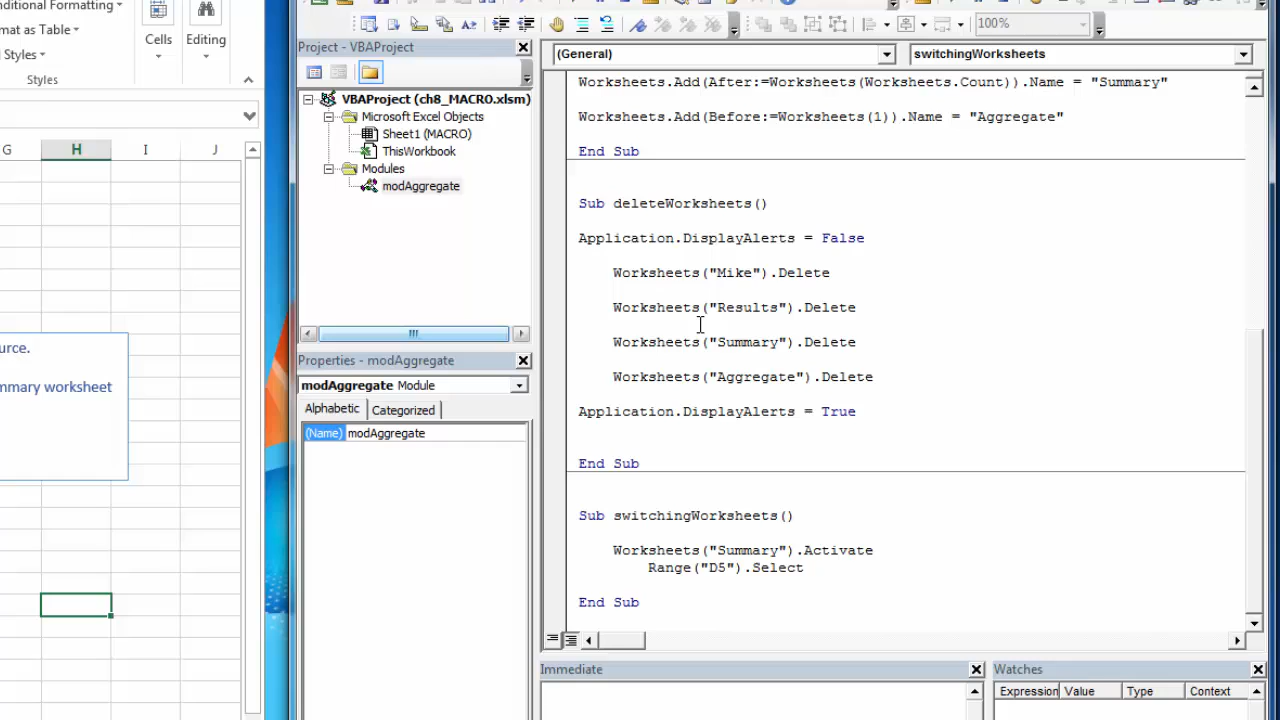 onditional Formatting
mat as Table
Styles
Cells
Editing
Styles
G H I J
urce.
mmary worksheet
Project - VBAProject
VBAProject (ch8_MACRO.xlsm)
Microsoft Excel Objects
Sheet1 (MACRO)
ThisWorkbook
Modules
modAggregate
Properties - modAggregate
modAggregate Module
Alphabetic Categorized
(Name) modAggregate
100%
(General) switchingWorksheets
Worksheets.Add(After:=Worksheets(Worksheets.Count)).Name = "Summary"
Worksheets.Add(Before:=Worksheets(1)).Name = "Aggregate"
End Sub
Sub deleteWorksheets()
Application.DisplayAlerts = False
Worksheets("Mike").Delete
Worksheets("Results").Delete
Worksheets("Summary").Delete
Worksheets("Aggregate").Delete
Application.DisplayAlerts = True
End Sub
Sub switchingWorksheets()
Worksheets("Summary").Activate
Range("D5").Select
End Sub
Immediate
Watches
Expression Value Type Context